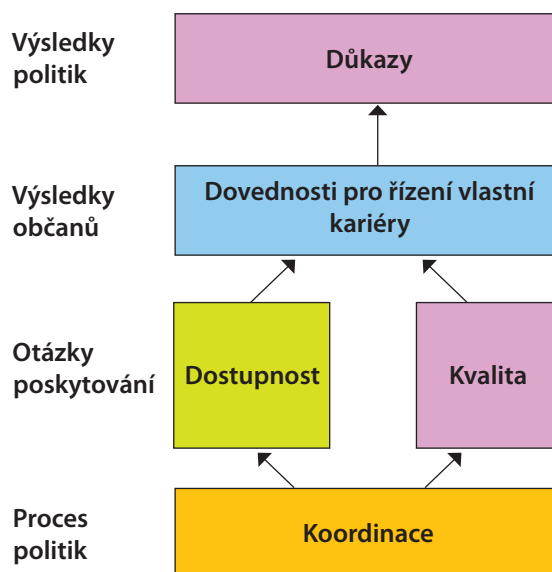 Výsledky
politik
Důkazy
Výsledky
občanů
Dovednosti pro řízení vlastní
kariéry
Otázky
poskytování
Dostupnost
Kvalita
Proces
politik
Koordinace